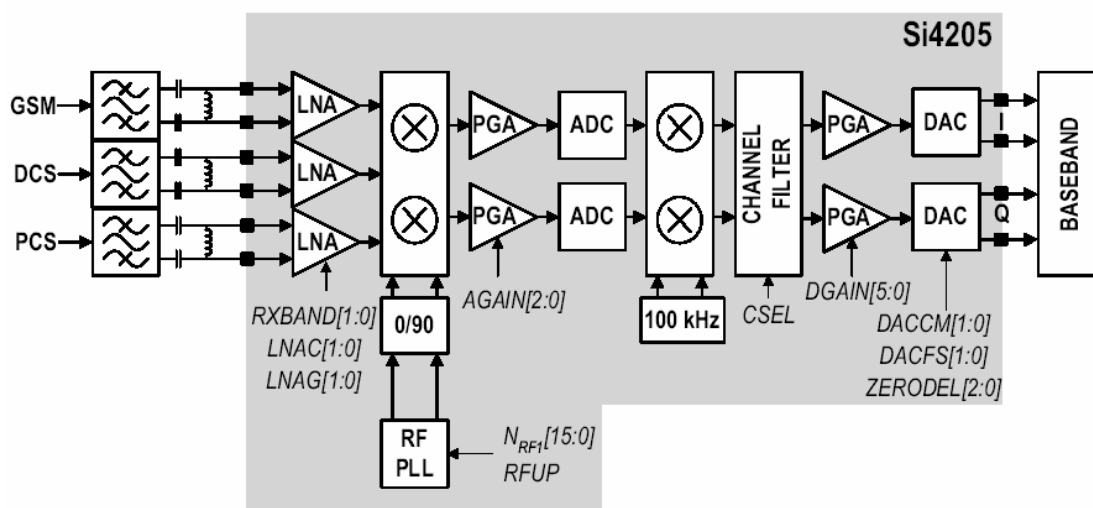 Si4205
GSM
DCS
PCS
LNA
LNA
LNA
PGA
PGA
ADC
ADC
CHANNEL
FILTER
PGA
PGA
DAC
DAC
I
Q
BASEBAND
RXBAND[1:0]
LNAC[1:0]
LNAG[1:0]
0/90
AGAIN[2:0]
100 kHz
CSEL
DGAIN[5:0]
DACCM[1:0]
DACFS[1:0]
ZERODEL[2:0]
RF
PLL
N_RF1[15:0]
RFUP